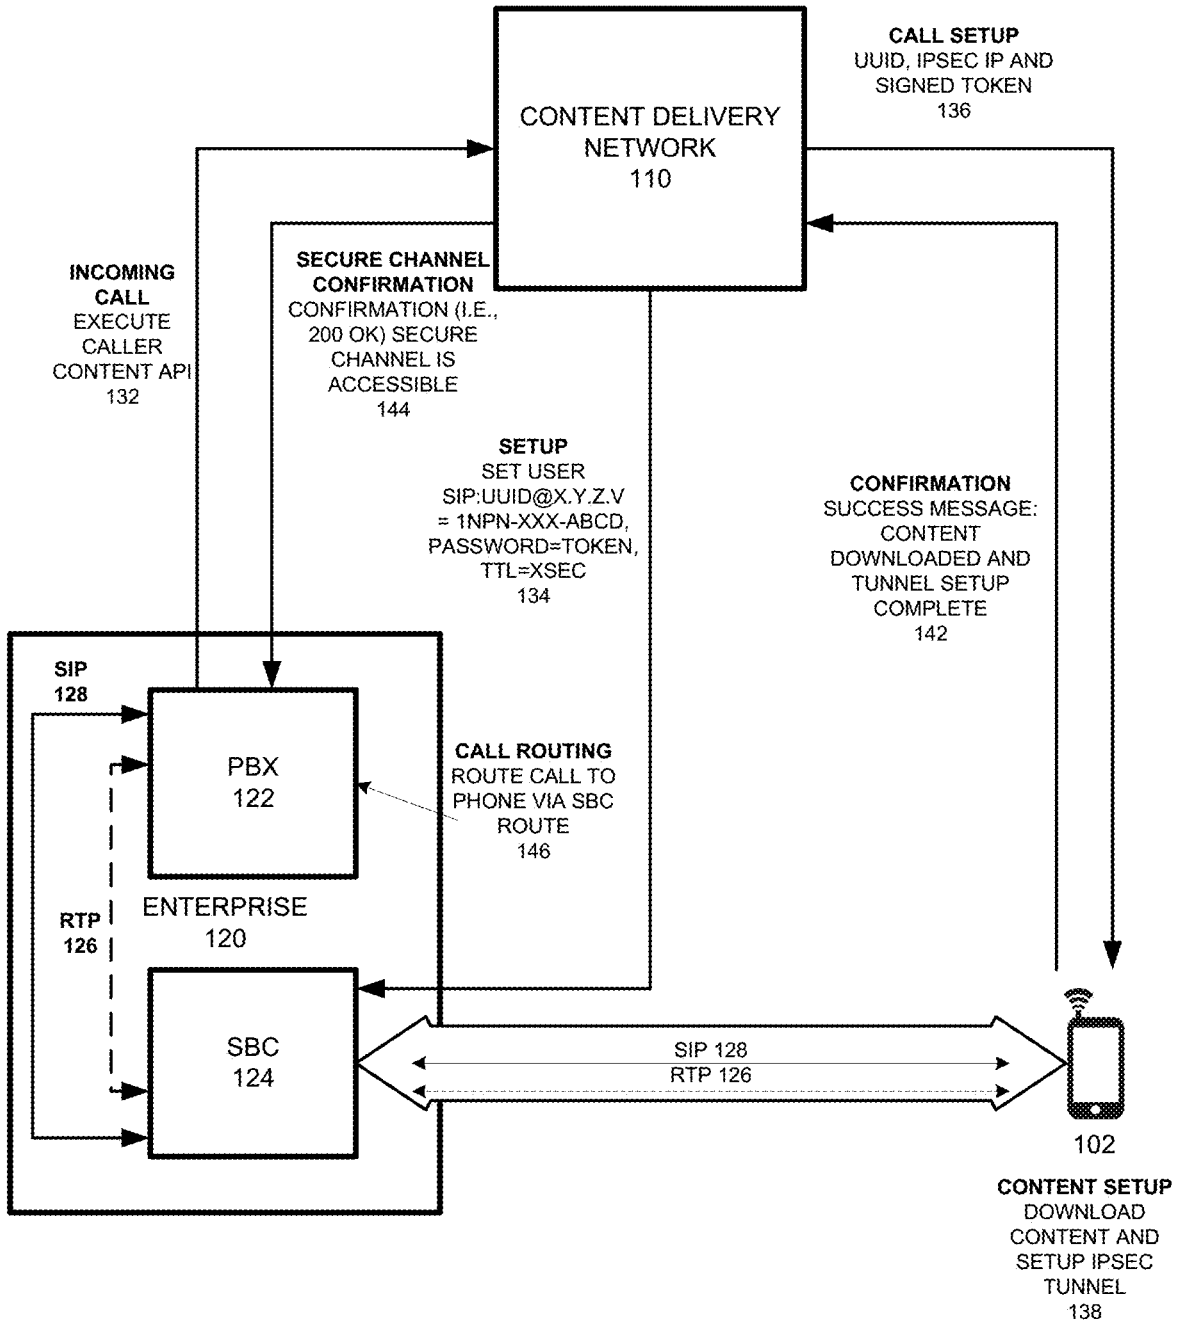 CALL SETUP
UUID, IPSEC IP AND
SIGNED TOKEN
136
CONTENT DELIVERY
NETWORK
110
INCOMING
CALL
EXECUTE
CALLER
CONTENT API
132
SECURE CHANNEL
CONFIRMATION
CONFIRMATION (I.E.,
200 OK) SECURE
CHANNEL IS
ACCESSIBLE
144
SETUP
SET USER
SIP:UUID@X.Y.Z.V
= 1NPN-XXX-ABCD,
PASSWORD=TOKEN,
TTL=XSEC
134
CONFIRMATION
SUCCESS MESSAGE:
CONTENT
DOWNLOADED AND
TUNNEL SETUP
COMPLETE
142
SIP
128
PBX
122
CALL ROUTING
ROUTE CALL TO
PHONE VIA SBC
ROUTE
146
ENTERPRISE
120
RTP
126
SBC
124
SIP 128
RTP 126
102
CONTENT SETUP
DOWNLOAD
CONTENT AND
SETUP IPSEC
TUNNEL
138